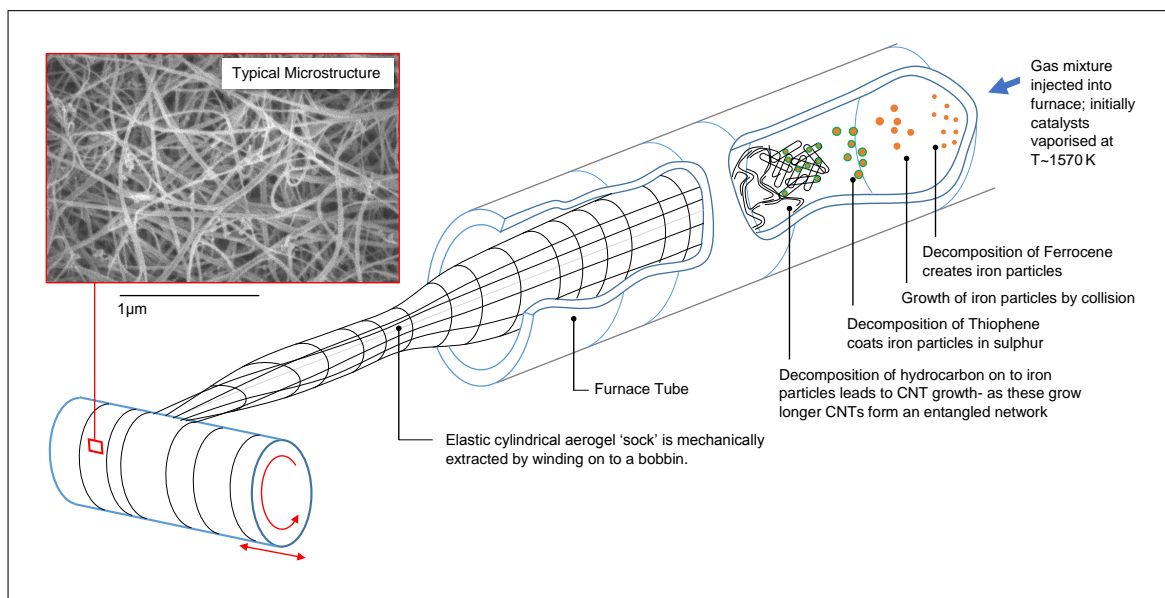 Typical Microstructure
1µm
Gas mixture
injected into
furnace; initially
catalysts
vaporised at
T~1570 K
Decomposition of Ferrocene
creates iron particles
Growth of iron particles by collision
Decomposition of Thiophene
coats iron particles in sulphur
Decomposition of hydrocarbon on to iron
particles leads to CNT growth- as these grow
longer CNTs form an entangled network
Furnace Tube
Elastic cylindrical aerogel ‘sock’ is mechanically
extracted by winding on to a bobbin.